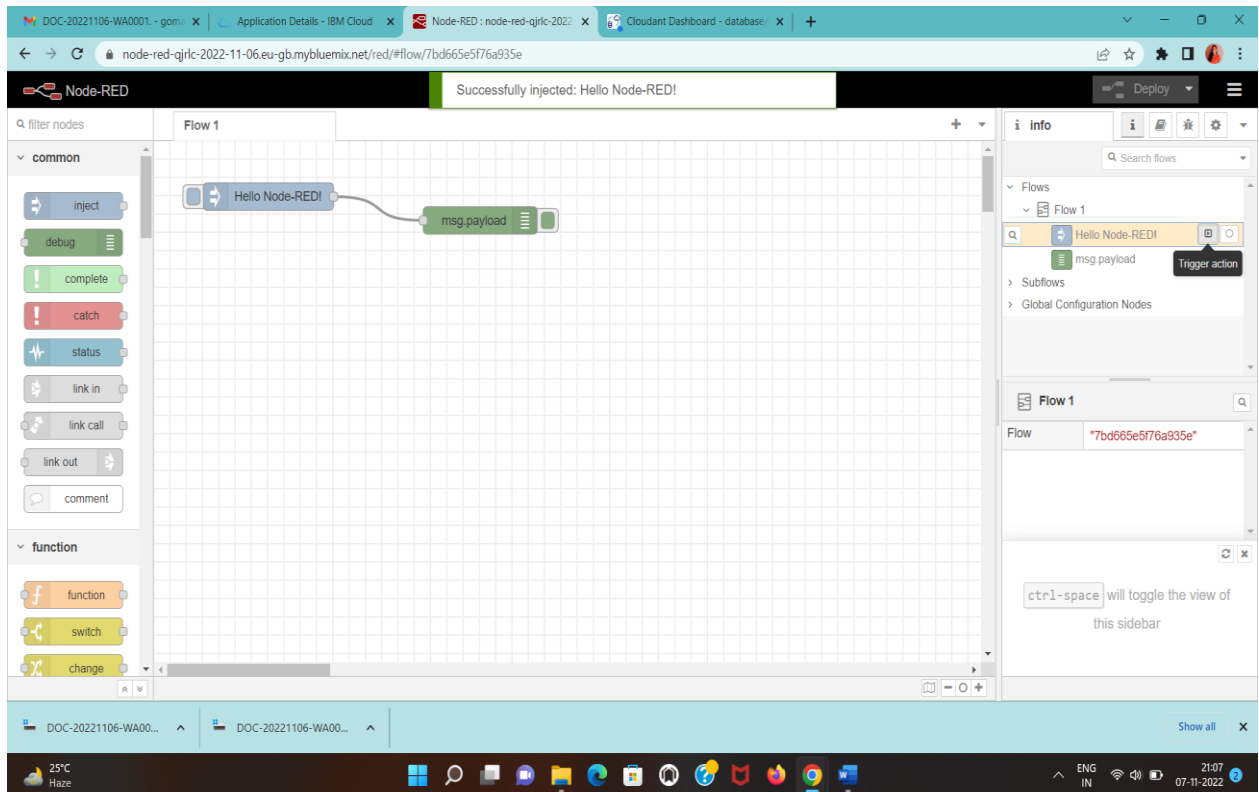 DOC-20221106-WA0001. - goma
Application Details - IBM Cloud
Node-RED : node-red-qjrlc-2022
Cloudant Dashboard - database/
node-red-qjrlc-2022-11-06.eu-gb.mybluemix.net/red/#flow/7bd665e5f76a935e
Node-RED
Successfully injected: Hello Node-RED!
Deploy
filter nodes
Flow 1
i info
Search flows
common
inject
debug
complete
catch
status
link in
link call
link out
comment
function
function
switch
change
Hello Node-RED!
msg.payload
Flows
Flow 1
Hello Node-RED!
msg.payload
Trigger action
Subflows
Global Configuration Nodes
Flow 1
Flow "7bd665e5f76a935e"
ctrl-space will toggle the view of
this sidebar
DOC-20221106-WA00...
DOC-20221106-WA00...
Show all
25°C
Haze
ENG
IN
21:07
07-11-2022
2